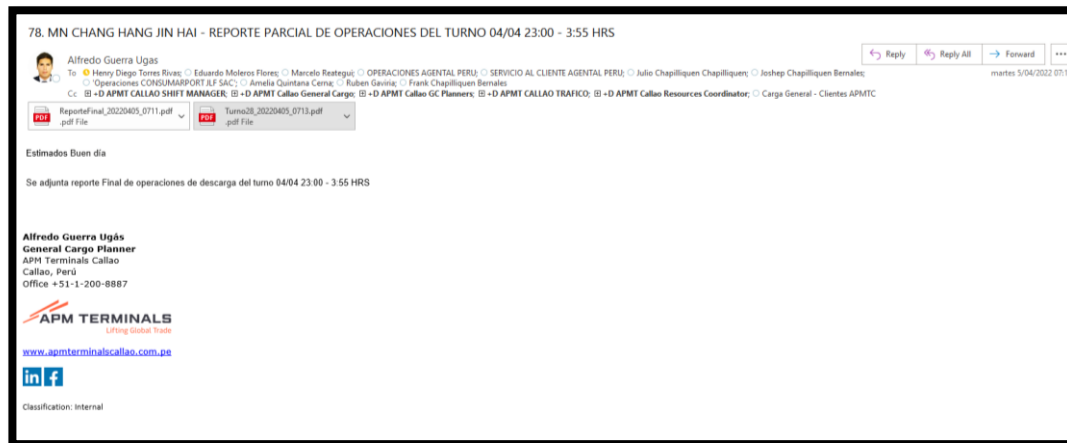 78. MN CHANG HANG JIN HAI - REPORTE PARCIAL DE OPERACIONES DEL TURNO 04/04 23:00 - 3:55 HRS
Alfredo Guerra Ugas
Reply Reply All Forward
To Henry Diego Torres Rivas; Eduardo Moleros Flores; Marcelo Reategui; OPERACIONES AGENTAL PERU; SERVICIO AL CLIENTE AGENTAL PERU; Julio Chapilliquen Chapilliquen; Joshep Chapilliquen Bernales;
martes 5/04/2022 07:1
'Operaciones CONSUMARPORT JLF SAC'; Amelia Quintana Cerna; Ruben Gaviria; Frank Chapilliquen Bernales
Cc +D APMT CALLAO SHIFT MANAGER; +D APMT Callao General Cargo; +D APMT Callao GC Planners; +D APMT CALLAO TRAFICO; +D APMT Callao Resources Coordinator; Carga General - Clientes APMTC
PDF ReporteFinal_20220405_0711.pdf
.pdf File
PDF Turno28_20220405_0713.pdf
.pdf File
Estimados Buen día
Se adjunta reporte Final de operaciones de descarga del turno 04/04 23:00 - 3:55 HRS
Alfredo Guerra Ugás
General Cargo Planner
APM Terminals Callao
Callao, Perú
Office +51-1-200-8887
APM TERMINALS
Lifting Global Trade
www.apmterminalscallao.com.pe
in f
Classification: Internal